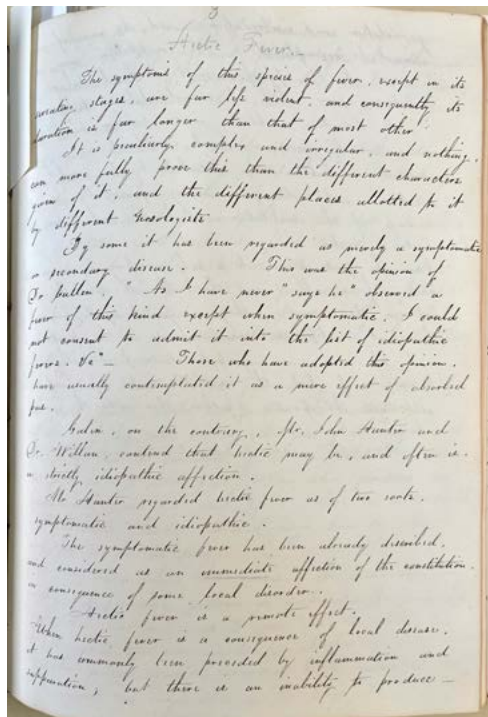 3
Hectic Fever.
The symptoms of this species of fever, except in its
stages, are far less violent, and consequently its
duration is far longer than that of most other
It is peculiarly complex and irregular, and nothing
can more fully prove this than the different characters
given of it, and the different places allotted to it
by different Nosologists
By some it has been regarded as merely a symptomatic
or secondary disease. This was the opinion of
Dr Cullen, "As I have never" says he "observed a
fever of this kind except when symptomatic, I could
not consent to admit it into the list of idiopathic
fevers. &c" — Those who have adopted this opinion,
have usually contemplated it as a mere effect of absorbed
pus.
Galen, on the contrary, Mr. John Hunter and
Dr. Willan, contend that hectic may be, and often is,
a strictly idiopathic affection.
Mr Hunter regarded hectic fever as of two sorts,
symptomatic and idiopathic.
The symptomatic fever has been already described,
and considered as an immediate affection of the constitution,
a consequence of some local disorder.
Hectic fever is a remote effect.
When hectic fever is a consequence of local disease,
it has commonly been preceded by inflammation and
suppuration, but there is an inability to produce —